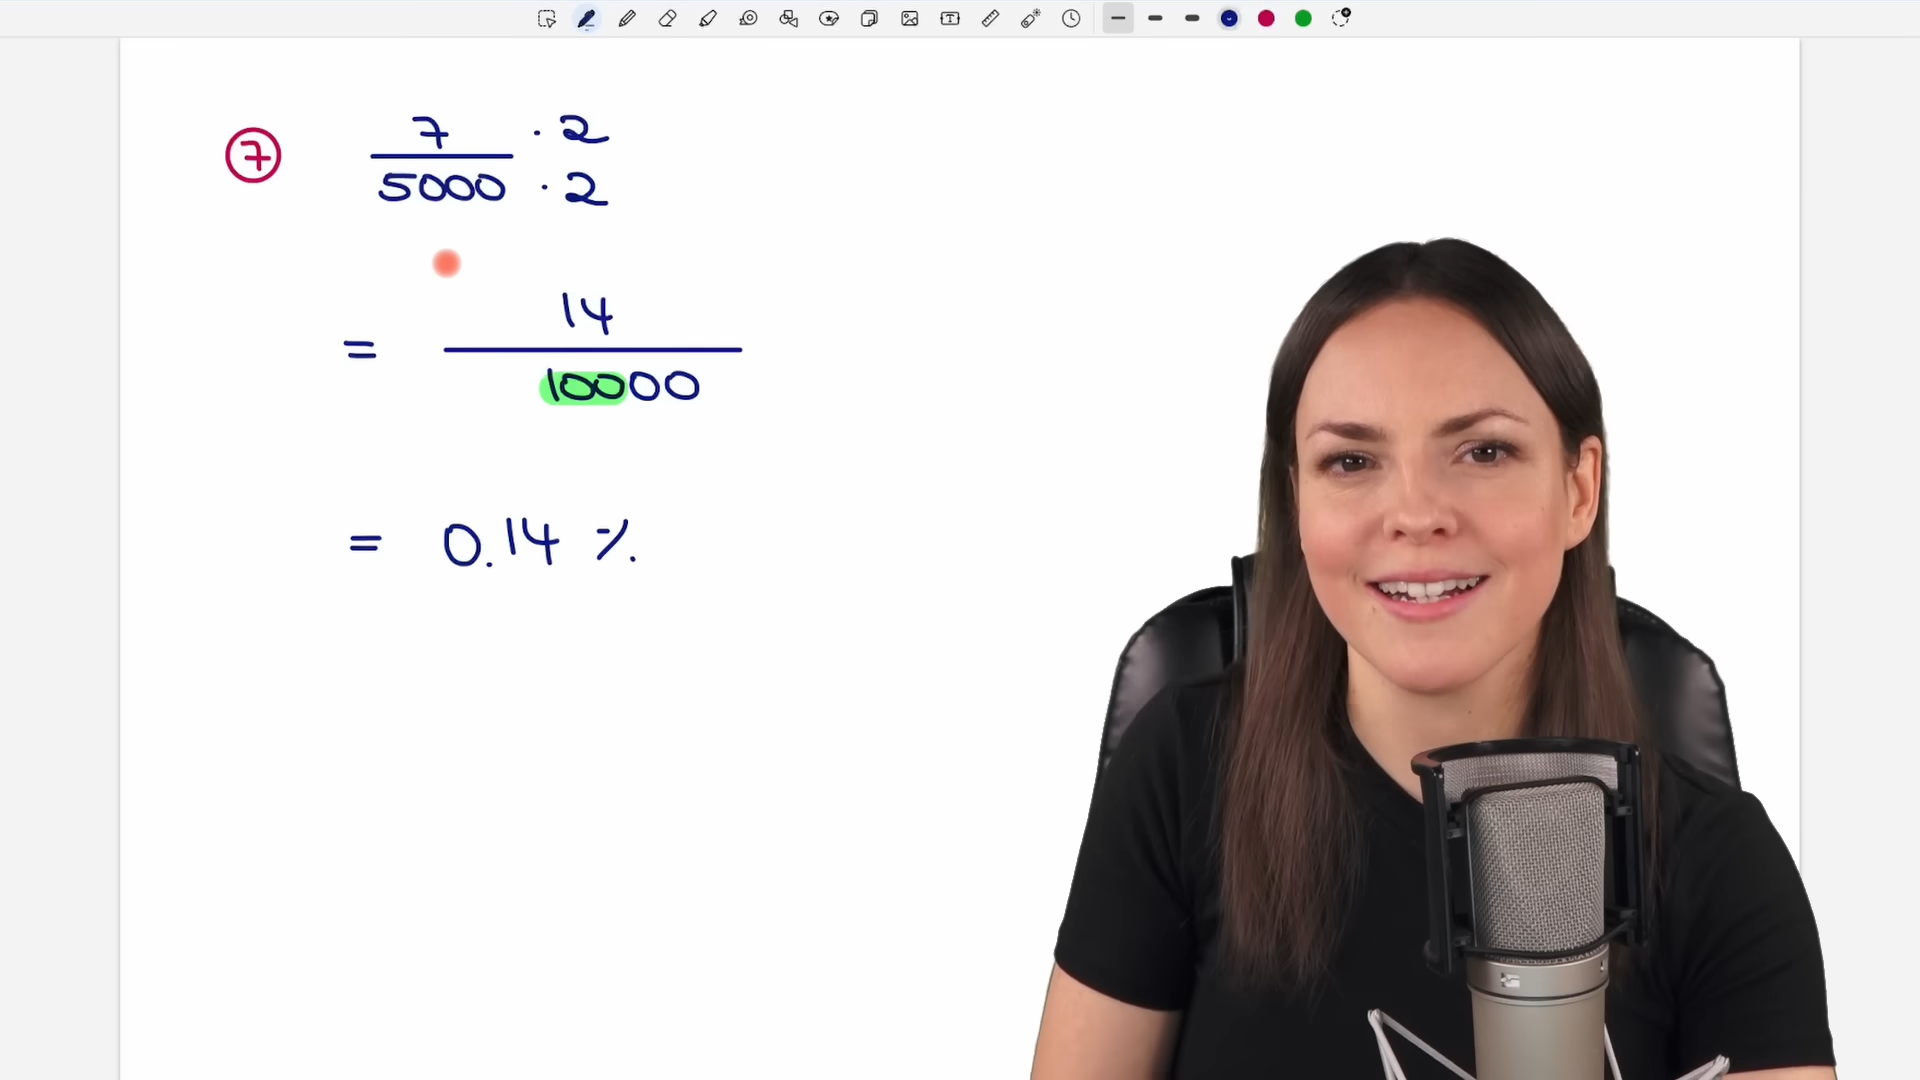 7
7 · 2
5000 · 2
= 14
10000
= 0.14 %